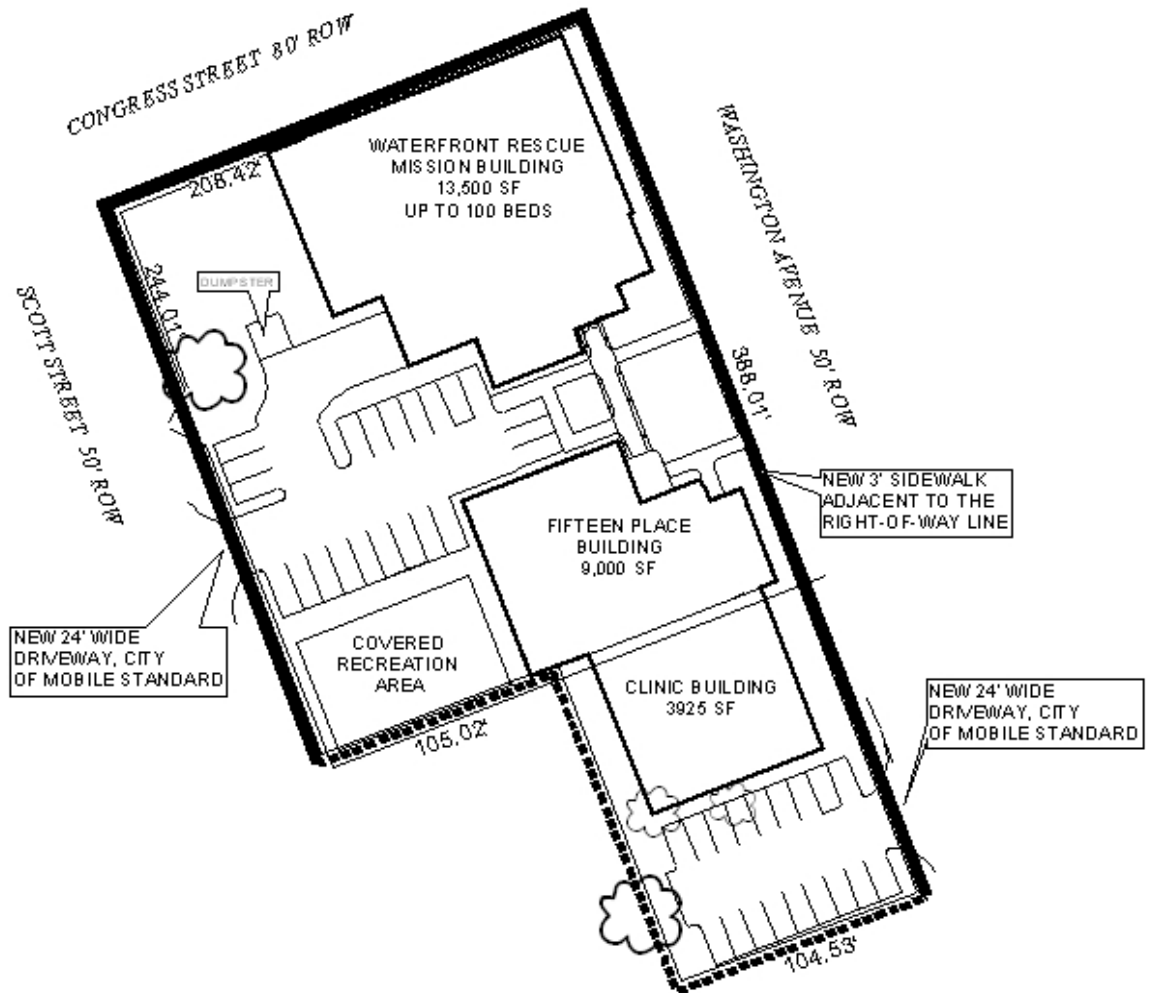 CONGRESS STREET 80' ROW
WATERFRONT RESCUE
MISSION BUILDING
13,500 SF
UP TO 100 BEDS
WASHINGTON AVENUE 50' ROW
208.42'
244.01'
DUMPSTER
SCOTT STREET 50' ROW
388.01'
NEW 3' SIDEWALK
ADJACENT TO THE
RIGHT-OF-WAY LINE
FIFTEEN PLACE
BUILDING
9,000 SF
NEW 24' WIDE
DRIVEWAY, CITY
OF MOBILE STANDARD
COVERED
RECREATION
AREA
CLINIC BUILDING
3925 SF
105.02'
NEW 24' WIDE
DRIVEWAY, CITY
OF MOBILE STANDARD
104.53'